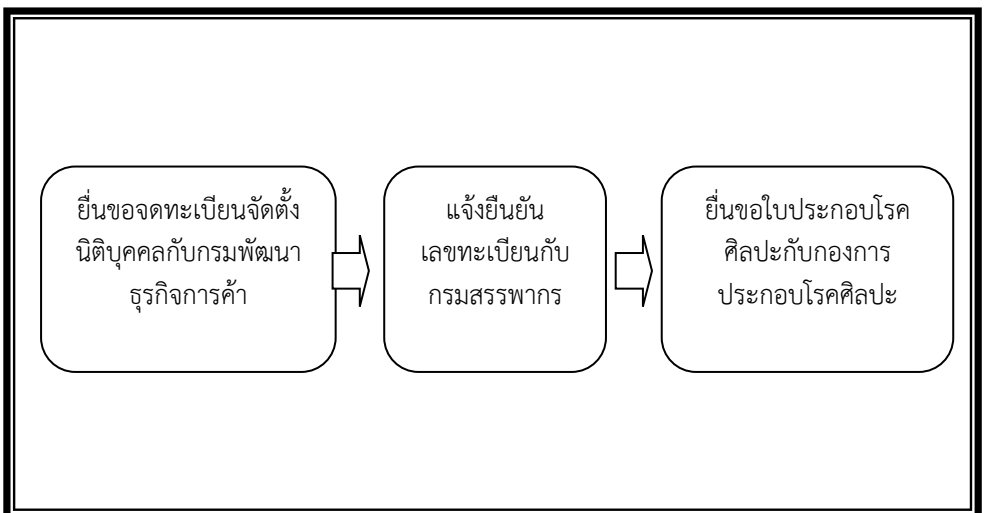 ยื่นขอจดทะเบียนจัดตั้ง
นิติบุคคลกับกรมพัฒนา
ธุรกิจการค้า
แจ้งยืนยัน
เลขทะเบียนกับ
กรมสรรพากร
ยื่นขอใบประกอบโรค
ศิลปะกับกองการ
ประกอบโรคศิลปะ